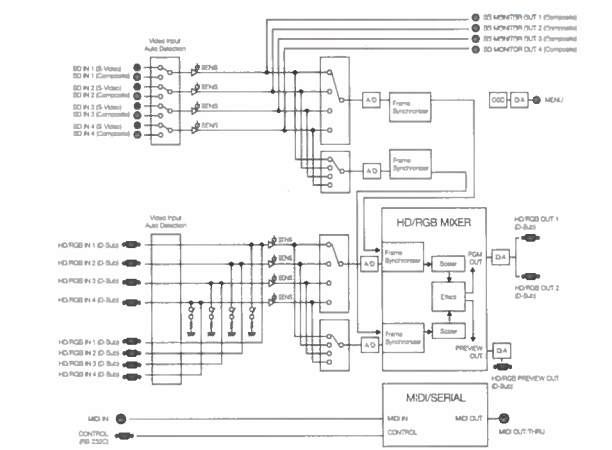 SD MONITOR OUT 1 (Composite)
SD MONITOR OUT 2 (Composite)
SD MONITOR OUT 3 (Composite)
SD MONITOR OUT 4 (Composite)
Video Input
Auto Detection
SD IN 1 (S-Video)
SD IN 1 (Composite)
SD IN 2 (S-Video)
SD IN 2 (Composite)
SD IN 3 (S-Video)
SD IN 3 (Composite)
SD IN 4 (S-Video)
SD IN 4 (Composite)
SENS
SENS
SENS
SENS
A/D
Frame
Synchronizer
OSD
D/A
MENU
A/D
Frame
Synchronizer
Video Input
Auto Detection
HD/RGB IN 1 (D-Sub)
HD/RGB IN 2 (D-Sub)
HD/RGB IN 3 (D-Sub)
HD/RGB IN 4 (D-Sub)
HD/RGB IN 1 (D-Sub)
HD/RGB IN 2 (D-Sub)
HD/RGB IN 3 (D-Sub)
HD/RGB IN 4 (D-Sub)
SENS
SENS
SENS
SENS
A/D
A/D
HD/RGB MIXER
Frame
Synchronizer
Scaler
PGM
OUT
Effect
Frame
Synchronizer
Scaler
PREVIEW
OUT
D/A
HD/RGB OUT 1
(D-Sub)
HD/RGB OUT 2
(D-Sub)
D/A
HD/RGB PREVIEW OUT
(D-Sub)
MIDI/SERIAL
MIDI IN
MIDI IN
MIDI OUT
MIDI OUT/THRU
CONTROL
(RS 232C)
CONTROL